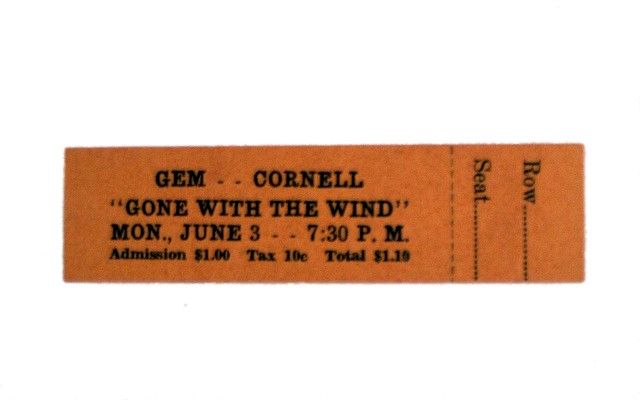 GEM - - CORNELL
"GONE WITH THE WIND"
MON., JUNE 3 - - 7:30 P. M.
Admission $1.00 Tax 10c Total $1.10
Row..........
Seat..........